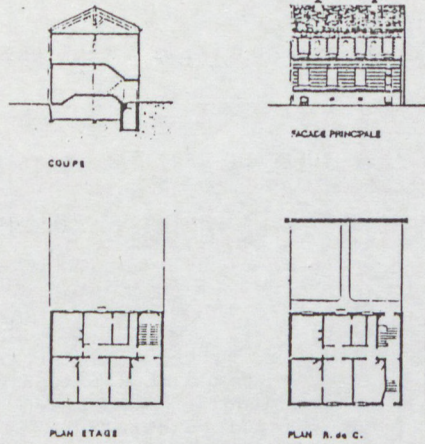 COUPE
FACADE PRINCIPALE
PLAN ETAGE
PLAN R. de C.